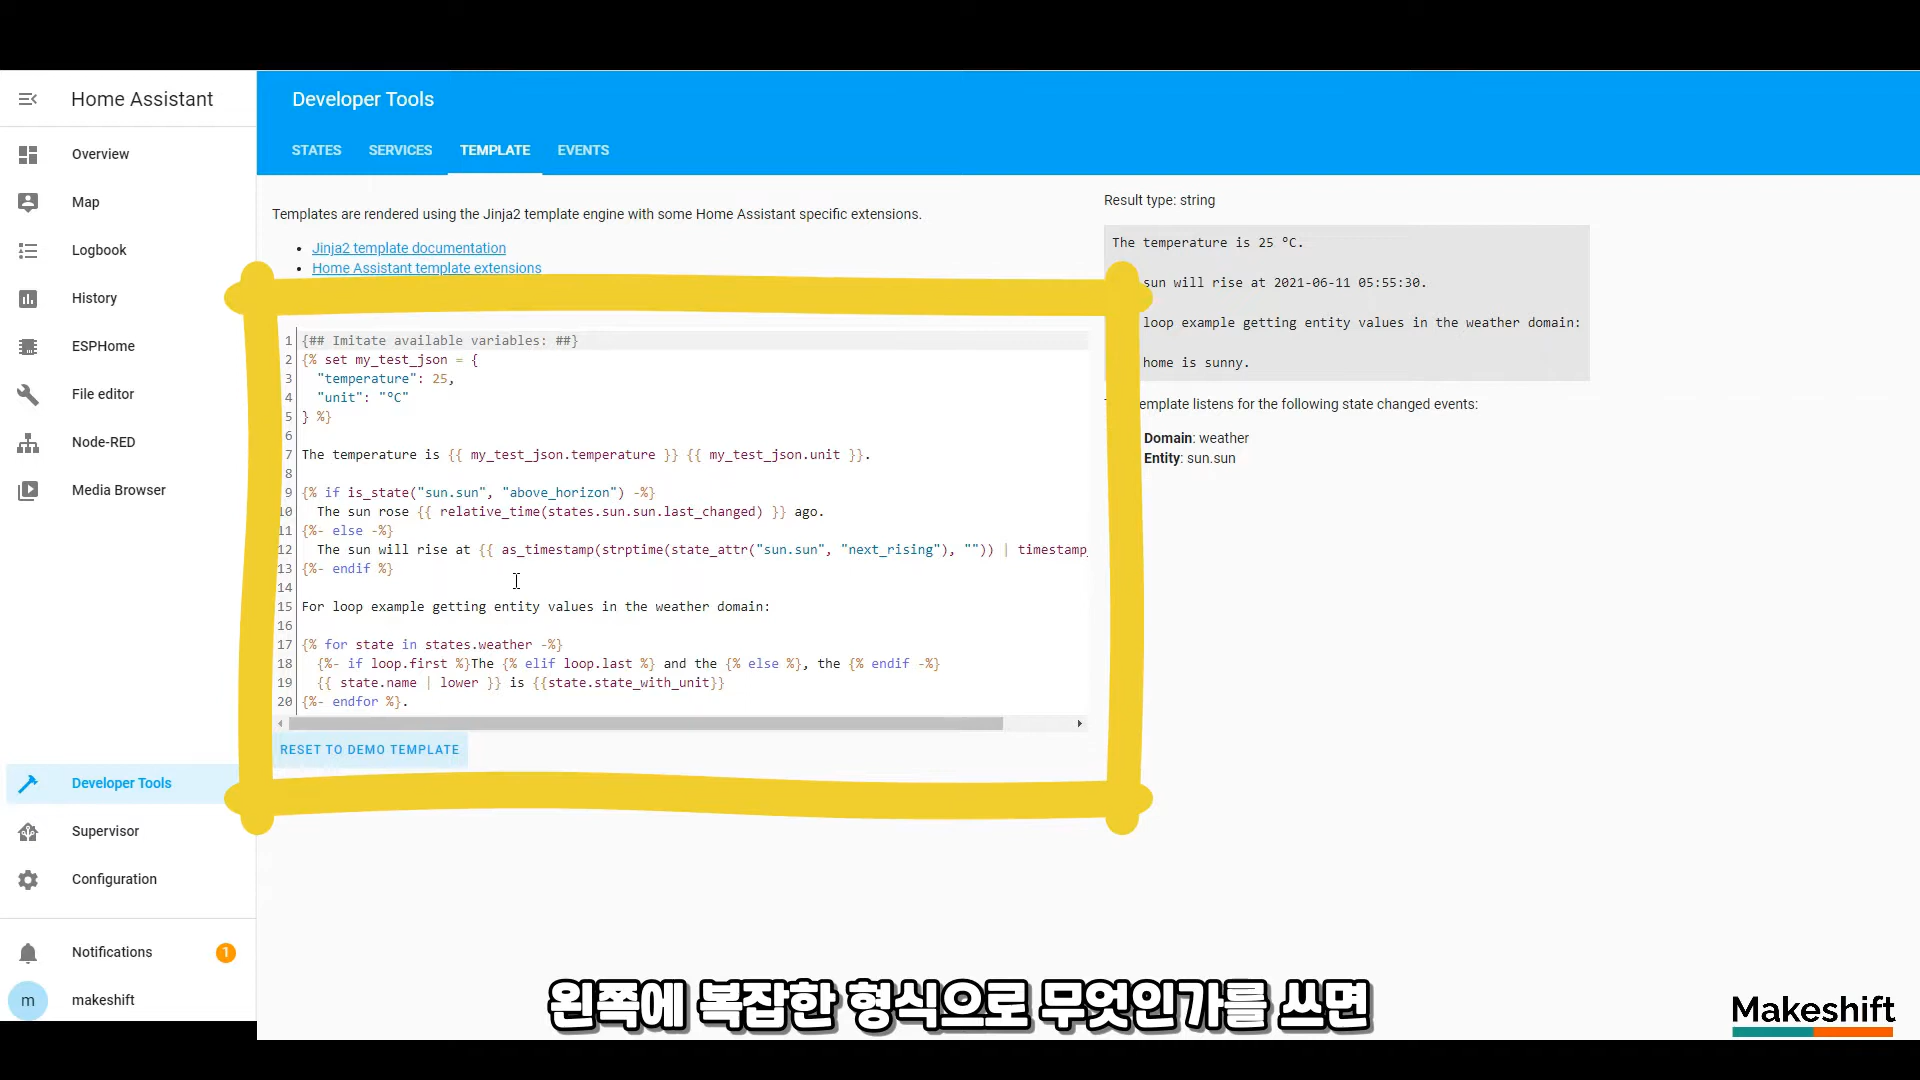 Home Assistant
Overview
Map
Logbook
History
ESPHome
File editor
Node-RED
Media Browser
Developer Tools
Supervisor
Configuration
Notifications
1
m
makeshift
Developer Tools
STATES
SERVICES
TEMPLATE
EVENTS
Templates are rendered using the Jinja2 template engine with some Home Assistant specific extensions.
Jinja2 template documentation
Home Assistant template extensions
1 {## Imitate available variables: ##}
2 {% set my_test_json = {
3 "temperature": 25,
4 "unit": "°C"
5 } %}
6
7 The temperature is {{ my_test_json.temperature }} {{ my_test_json.unit }}.
8
9 {% if is_state("sun.sun", "above_horizon") -%}
10 The sun rose {{ relative_time(states.sun.sun.last_changed) }} ago.
11 {%- else -%}
12 The sun will rise at {{ as_timestamp(strptime(state_attr("sun.sun", "next_rising"), "")) | timestamp_
13 {%- endif %}
14
15 For loop example getting entity values in the weather domain:
16
17 {% for state in states.weather -%}
18 {%- if loop.first %}The {% elif loop.last %} and the {% else %}, the {% endif -%}
19 {{ state.name | lower }} is {{state.state_with_unit}}
20 {%- endfor %}.
RESET TO DEMO TEMPLATE
Result type: string
The temperature is 25 °C.
sun will rise at 2021-06-11 05:55:30.
loop example getting entity values in the weather domain:
home is sunny.
template listens for the following state changed events:
Domain: weather
Entity: sun.sun
왼쪽에 복잡한 형식으로 무엇인가를 쓰면
Makeshift